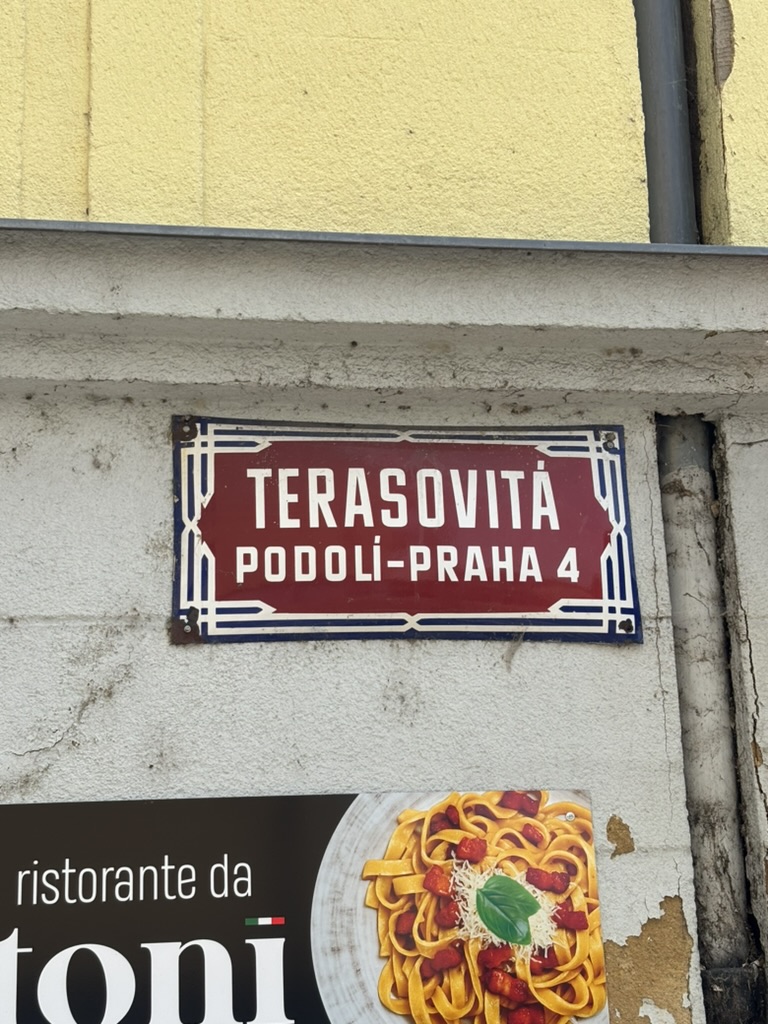 TERASOVITÁ
PODOLÍ-PRAHA 4
ristorante da
toni